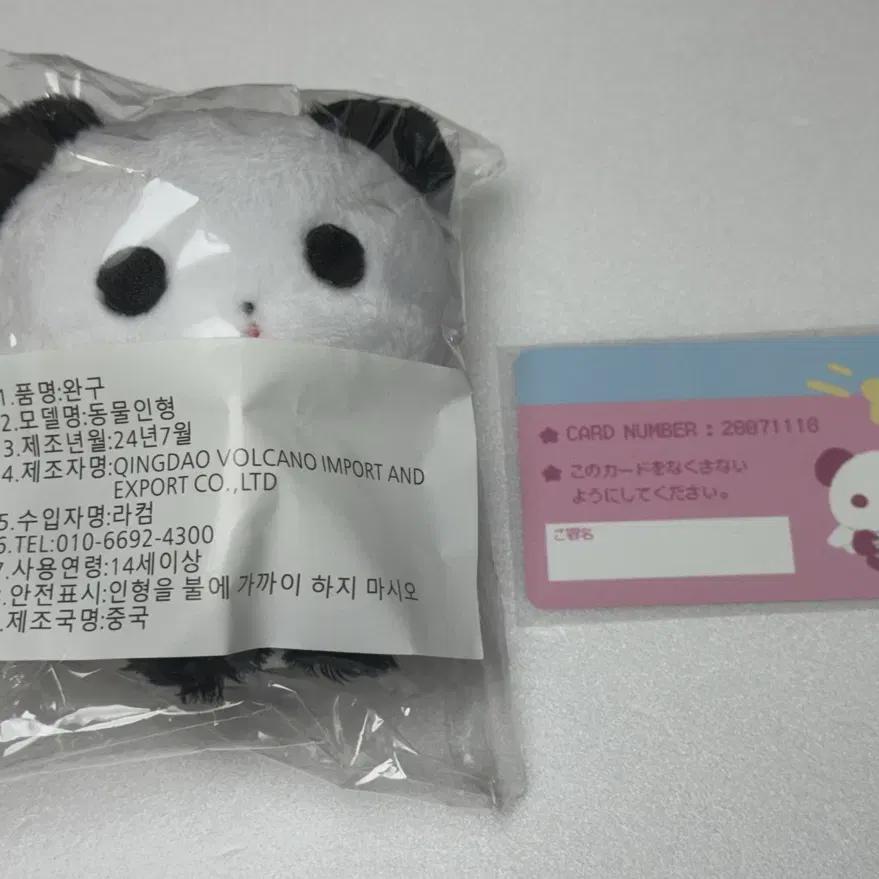 1.품명:완구
2.모델명:동물인형
3.제조년월:24년7월
4.제조자명:QINGDAO VOLCANO IMPORT AND
EXPORT CO.,LTD
5.수입자명:라컴
6.TEL:010-6692-4300
7.사용연령:14세이상
.안전표시:인형을 불에 가까이 하지 마시오
.제조국명:중국
CARD NUMBER : 20071110
このカードをなくさない
ようにしてください。
ご署名